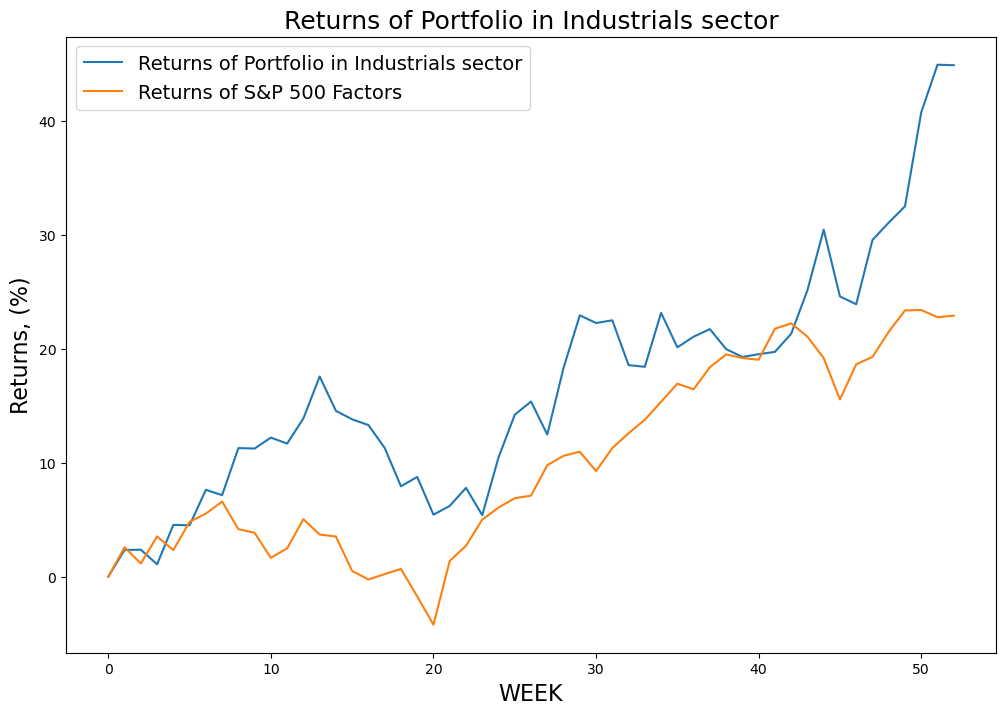 Returns of Portfolio in Industrials sector
Returns of Portfolio in Industrials sector
Returns of S&P 500 Factors
Returns, (%)
40
30
20
10
0
0 10 20 30 40 50
WEEK